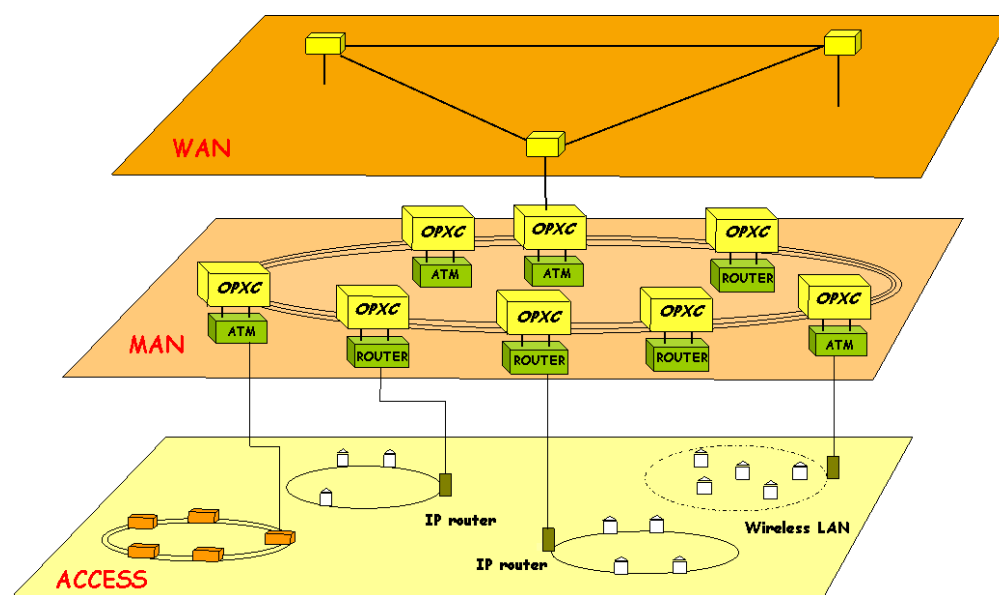 WAN
OPXC
OPXC
OPXC
ATM
ATM
ROUTER
OPXC
OPXC
OPXC
OPXC
OPXC
ATM
ROUTER
ROUTER
ROUTER
ATM
MAN
IP router
Wireless LAN
IP router
ACCESS